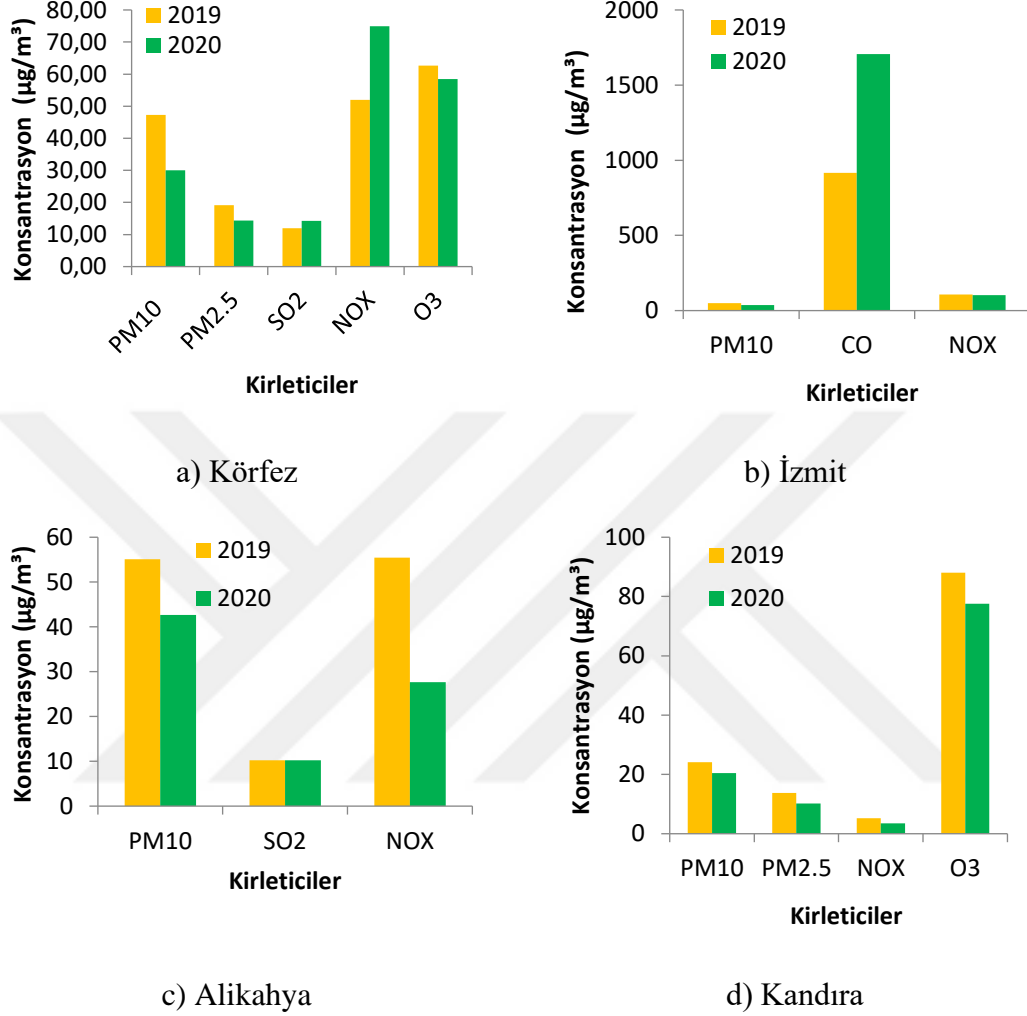 80,00
70,00
60,00
50,00
40,00
30,00
20,00
10,00
0,00
Konsantrasyon (µg/m³)
2019
2020
PM10
PM2.5
SO2
NOX
O3
Kirleticiler
a) Körfez
2000
1500
1000
500
0
Konsantrasyon (µg/m³)
2019
2020
PM10
CO
NOX
Kirleticiler
b) İzmit
60
50
40
30
20
10
0
Konsantrasyon (µg/m³)
2019
2020
PM10
SO2
NOX
Kirleticiler
c) Alikahya
100
80
60
40
20
0
Konsantrasyon (µg/m³)
2019
2020
PM10
PM2.5
NOX
O3
Kirleticiler
d) Kandıra